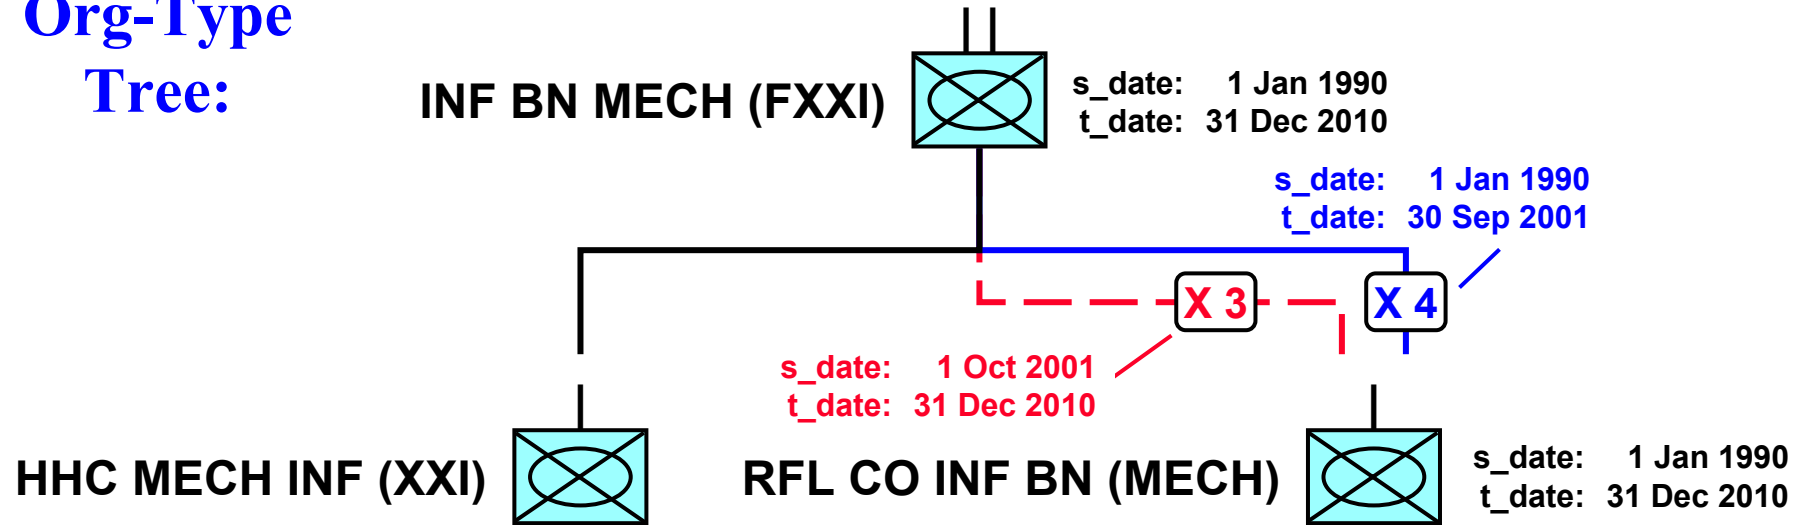 Org-Type
Tree:
INF BN MECH (FXXI)
s_date: 1 Jan 1990
t_date: 31 Dec 2010
s_date: 1 Jan 1990
t_date: 30 Sep 2001
X 3
X 4
s_date: 1 Oct 2001
t_date: 31 Dec 2010
HHC MECH INF (XXI)
RFL CO INF BN (MECH)
s_date: 1 Jan 1990
t_date: 31 Dec 2010